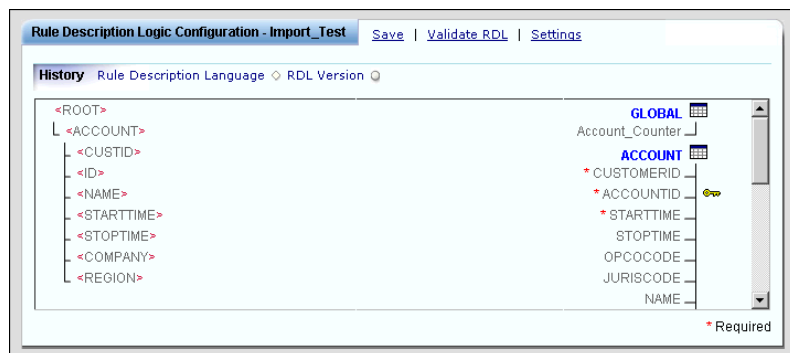 Rule Description Logic Configuration - Import_Test Save | Validate RDL | Settings
History Rule Description Language RDL Version
<ROOT>
<ACCOUNT>
<CUSTID>
<ID>
<NAME>
<STARTTIME>
<STOPTIME>
<COMPANY>
<REGION>
GLOBAL
Account_Counter
ACCOUNT
* CUSTOMERID
* ACCOUNTID
* STARTTIME
STOPTIME
OPCOCODE
JURISCODE
NAME
* Required